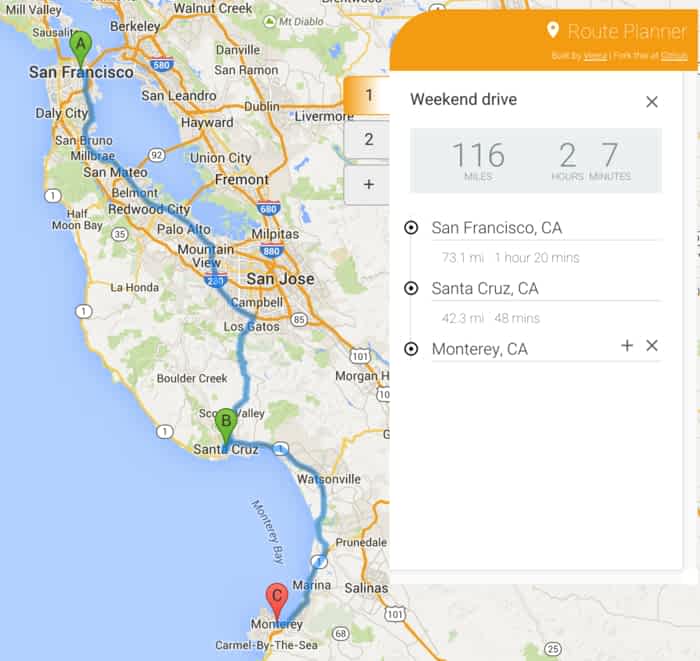 Mill Valley
Walnut Creek
Mt Diablo
Sausalito
Berkeley
Danville
San Francisco
580
San Ramon
San Leandro
Daly City
Dublin
Livermore
Hayward
San Bruno
Millbrae
92
Union City
San Mateo
Fremont
Belmont
1
Half
Moon Bay
Redwood City
680
35
Palo Alto
Milpitas
Mountain
View
880
280
San Jose
La Honda
Campbell
1
Los Gatos
85
101
Boulder Creek
Morgan H
Valley
1
Santa Cruz
1
Watsonville
Monterey Bay
Prunedale
1
Marina
Salinas
Monterey
101
68
Carmel-By-The-Sea
25
A
B
C
Route Planner
Built by Veena | Fork this at GitHub
1
2
+
Weekend drive
116
2
7
MILES
HOURS
MINUTES
San Francisco, CA
73.1 mi 1 hour 20 mins
Santa Cruz, CA
42.3 mi 48 mins
Monterey, CA